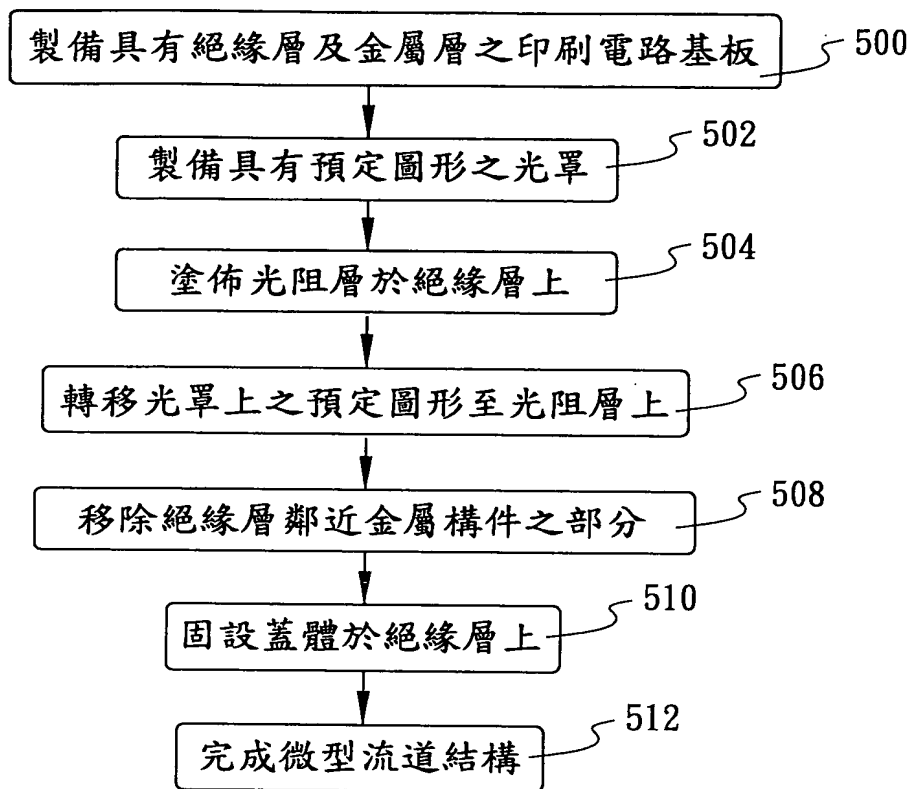 製備具有絕緣層及金屬層之印刷電路基板
500
製備具有預定圖形之光罩
502
塗佈光阻層於絕緣層上
504
轉移光罩上之預定圖形至光阻層上
506
移除絕緣層鄰近金屬構件之部分
508
固設蓋體於絕緣層上
510
完成微型流道結構
512